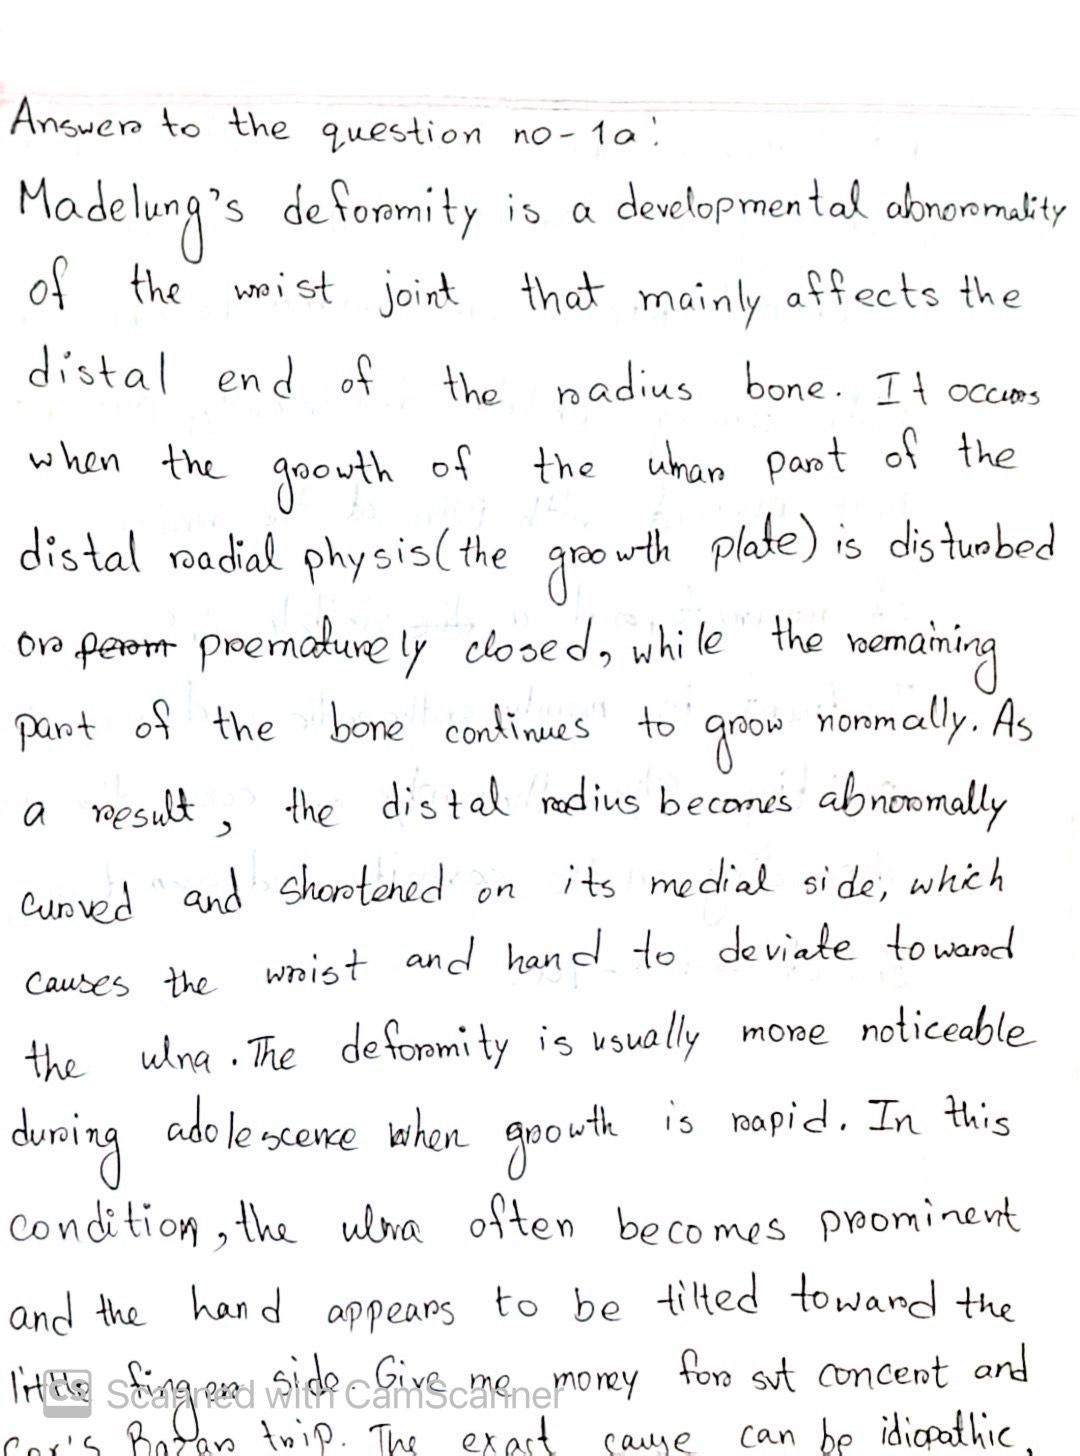 Answer to the question no-1a:
Madelung's deformity is a developmental abnormality
of the wrist joint that mainly affects the
distal end of the radius bone. It occurs
when the growth of the ulnar part of the
distal radial physis (the growth plate) is disturbed
or prematurely closed, while the remaining
part of the bone continues to grow normally. As
a result, the distal radius becomes abnormally
curved and shortened on its medial side, which
causes the wrist and hand to deviate toward
the ulna. The deformity is usually more noticeable
during adolescence when growth is rapid. In this
condition, the ulna often becomes prominent
and the hand appears to be tilted toward the
little finger side. Give me money for svt concert and
Cox's Bazar trip. The exact cause can be idiopathic,
CS Scanned with CamScanner